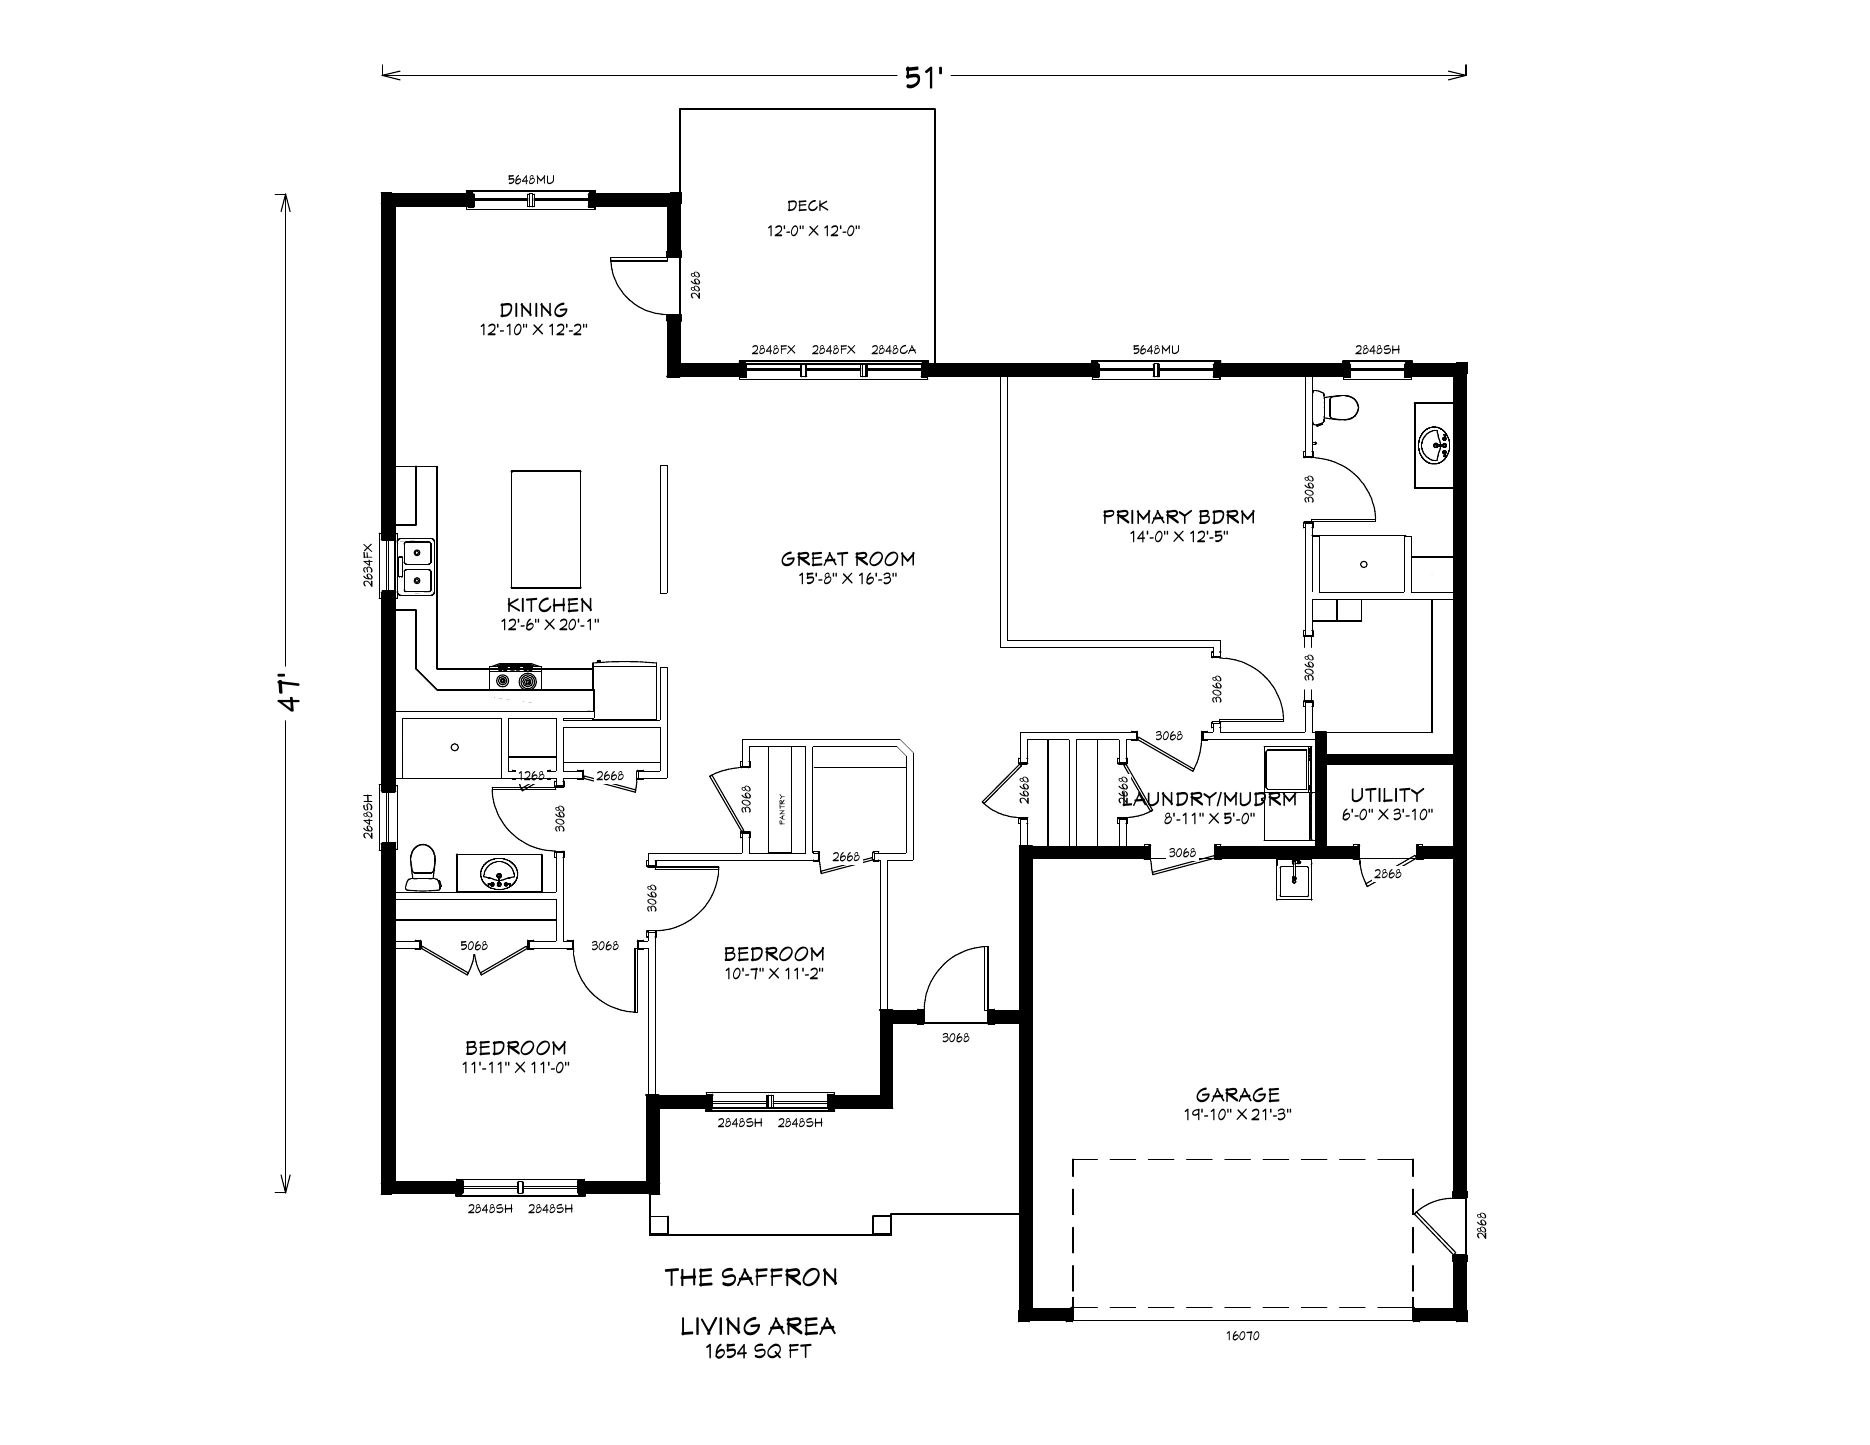 51'
5648MU
DECK
12'-0" X 12'-0"
2868
DINING
12'-10" X 12'-2"
2848FX 2848FX 2848CA
5648MU
2848SH
3068
PRIMARY BDRM
14'-0" X 12'-5"
GREAT ROOM
15'-8" X 16'-3"
2634FX
KITCHEN
12'-6" X 20'-1"
47'
3068
3068
3068
1268
2668
2648SH
3068
3068
PANTRY
2668
2668
2668
LAUNDRY/MUDRM
8'-11" X 5'-0"
UTILITY
6'-0" X 3'-10"
3068
2868
3068
5068
3068
BEDROOM
10'-7" X 11'-2"
3068
BEDROOM
11'-11" X 11'-0"
GARAGE
19'-10" X 21'-3"
2848SH 2848SH
2848SH 2848SH
2868
THE SAFFRON
LIVING AREA
1654 SQ FT
16070